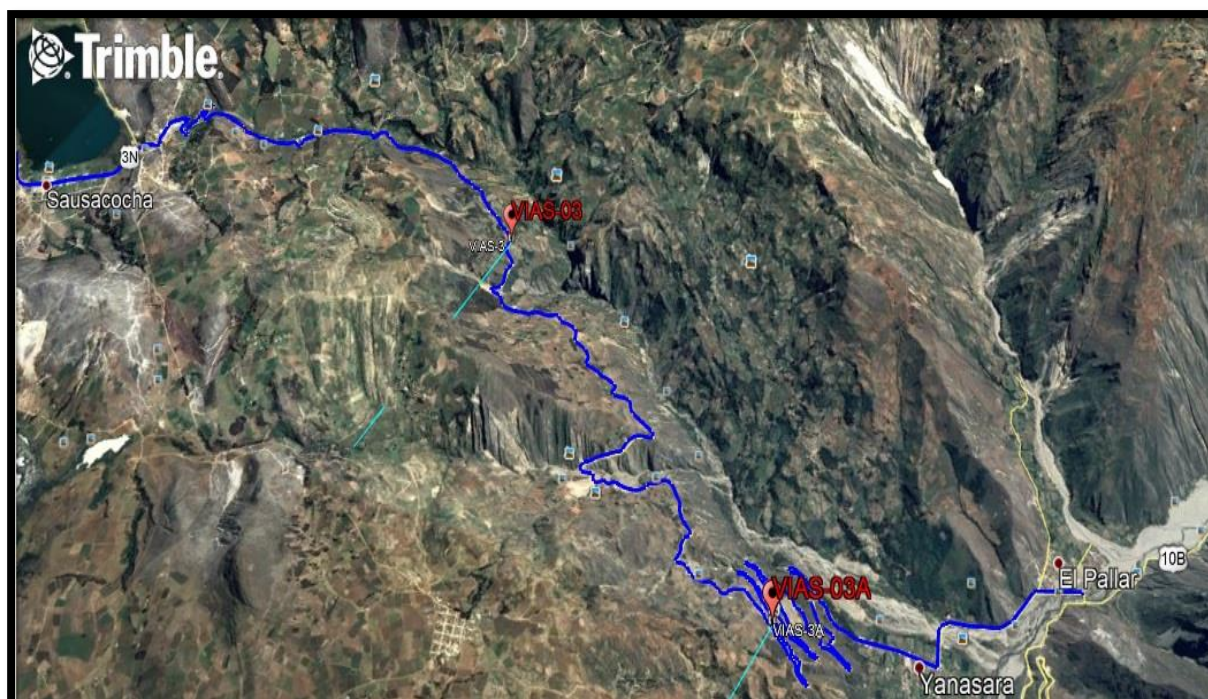 Trimble.
3N
Sausacocha
VIAS-03
VIAS-3
VIAS-03A
VIAS-3A
10B
El Pallar
Yanasara